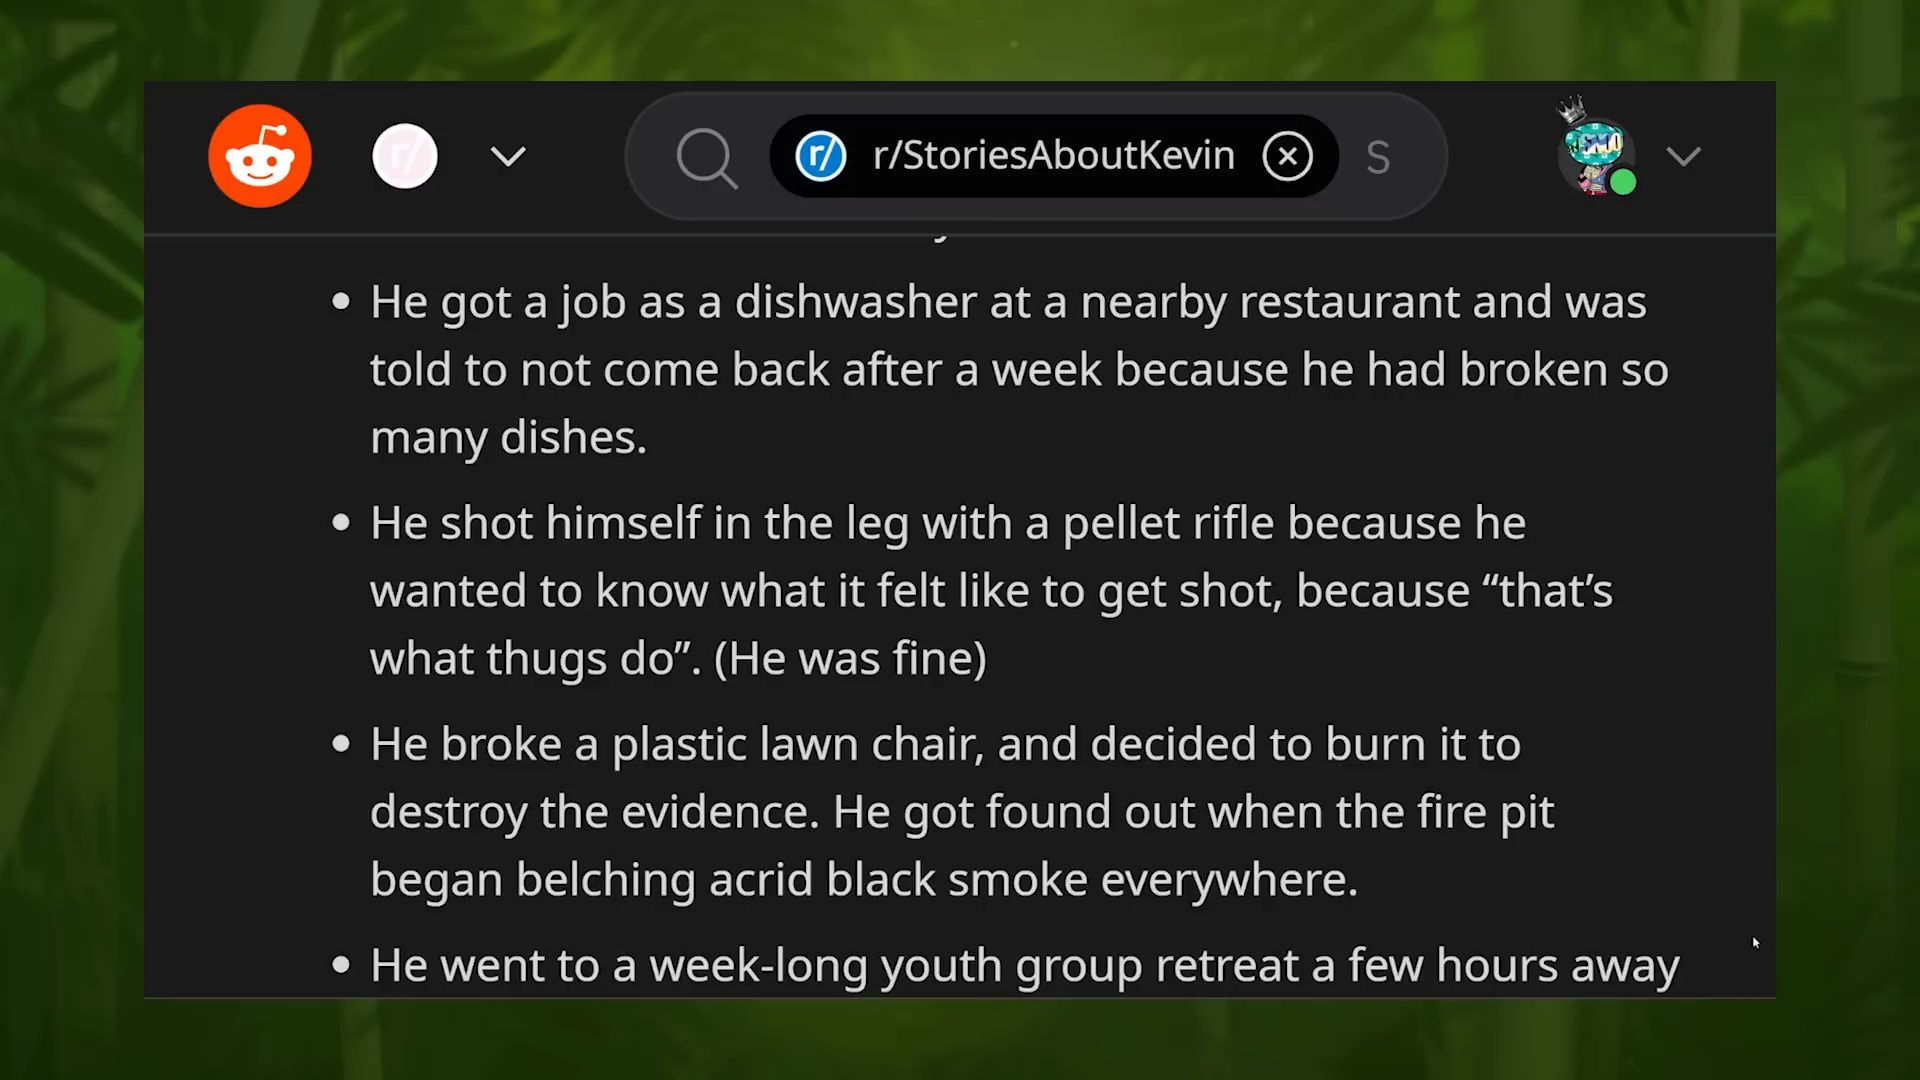 r/ r/StoriesAboutKevin S
• He got a job as a dishwasher at a nearby restaurant and was
told to not come back after a week because he had broken so
many dishes.
• He shot himself in the leg with a pellet rifle because he
wanted to know what it felt like to get shot, because “that’s
what thugs do”. (He was fine)
• He broke a plastic lawn chair, and decided to burn it to
destroy the evidence. He got found out when the fire pit
began belching acrid black smoke everywhere.
• He went to a week-long youth group retreat a few hours away